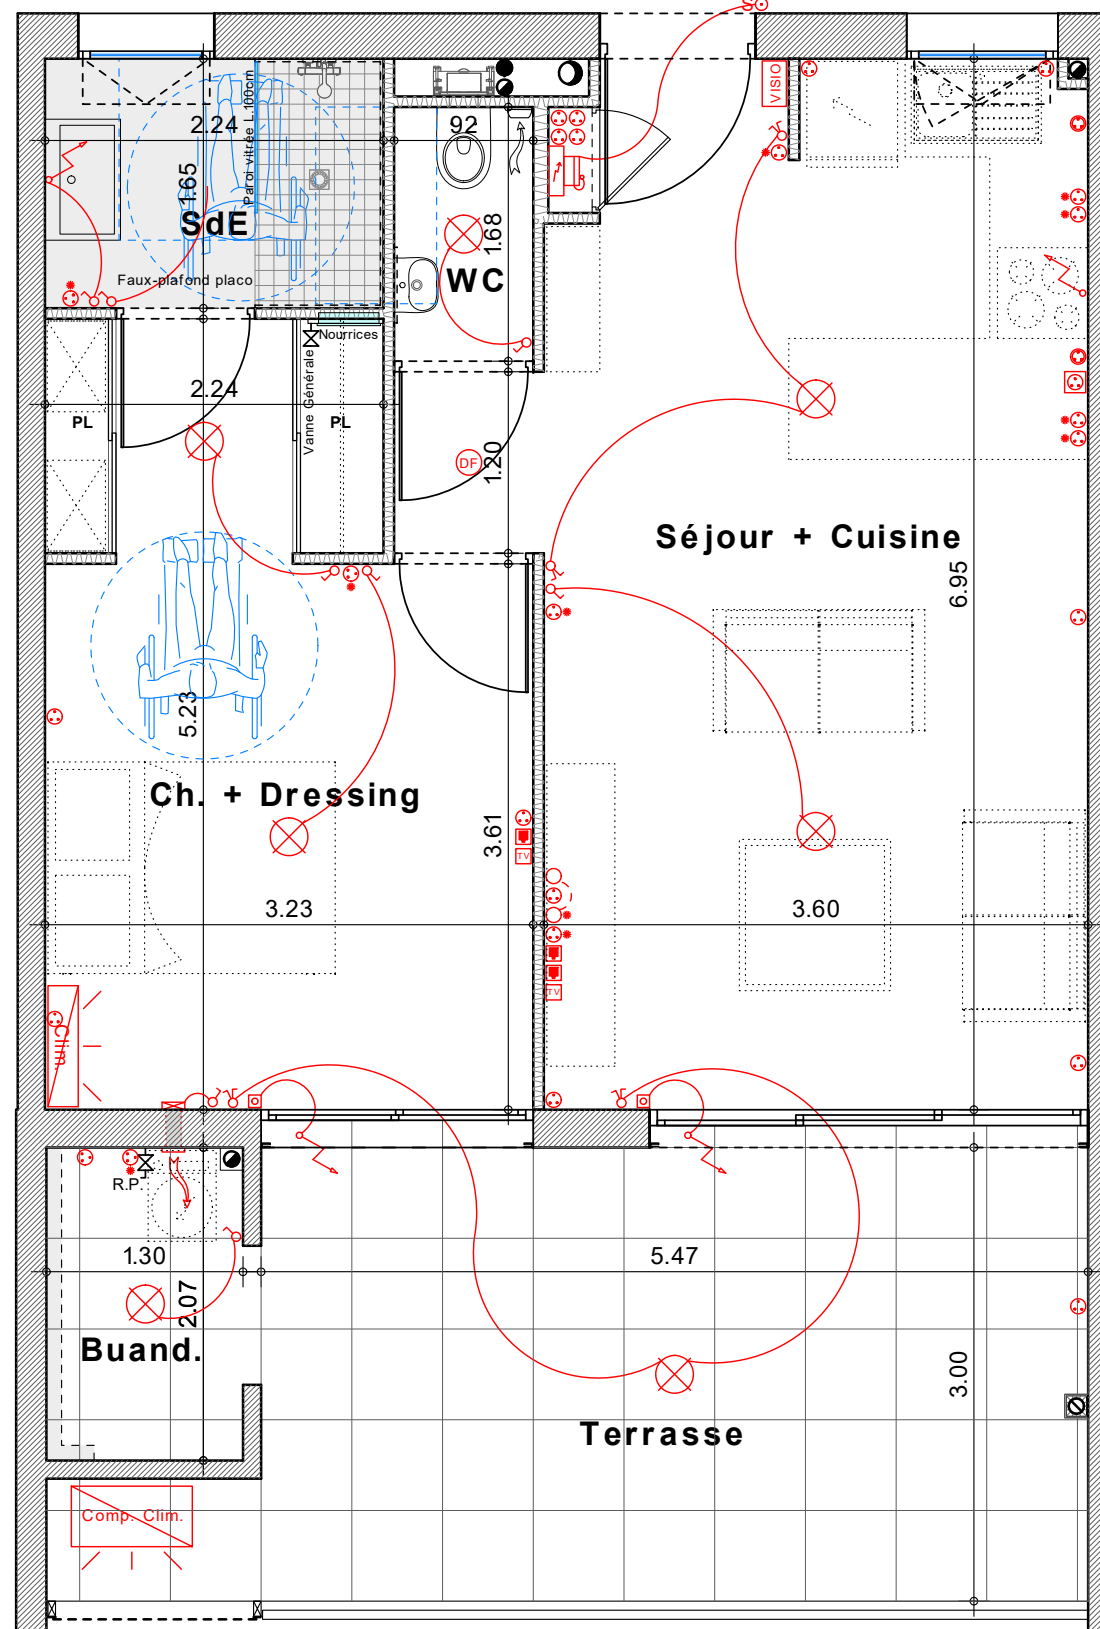 VISIO
2.24
1.65
Paroi vitrée L.100cm
SdE
Faux-plafond placo
92
1.68
WC
Nourrices
Vanne Générale
2.24
PL
PL
DF
1.20
Séjour + Cuisine
6.95
5.23
Ch. + Dressing
3.61
TV
3.23
3.60
TV
Clim.
R.P.
1.30
2.07
5.47
Buand.
3.00
Terrasse
Comp. Clim.